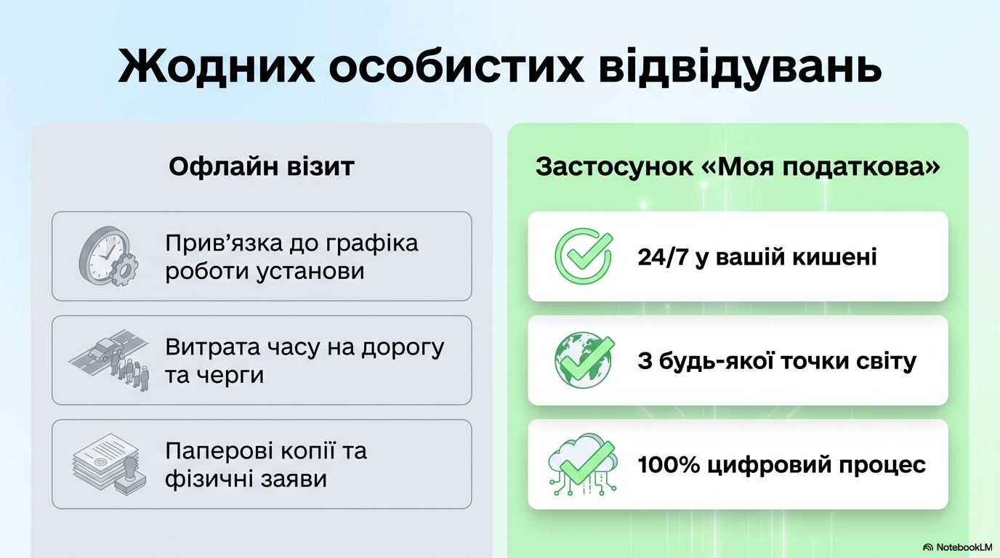 Жодних особистих відвідувань
Офлайн візит
Прив’язка до графіка
роботи установи
Витрата часу на дорогу
та черги
Паперові копії та
фізичні заяви
Застосунок «Моя податкова»
24/7 у вашій кишені
З будь-якої точки світу
100% цифровий процес
NotebookLM